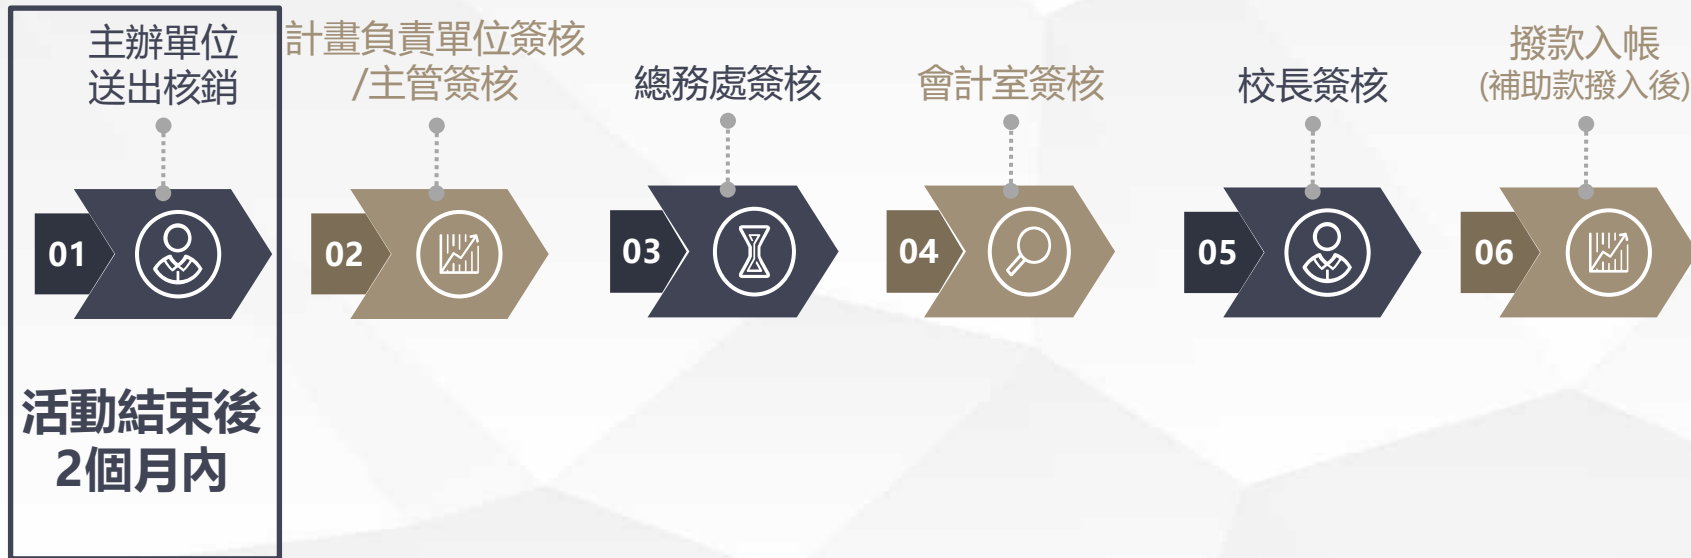 主辦單位
送出核銷
計畫負責單位簽核
/主管簽核
總務處簽核
會計室簽核
校長簽核
撥款入帳
(補助款撥入後)
01
02
03
04
05
06
活動結束後
2個月內